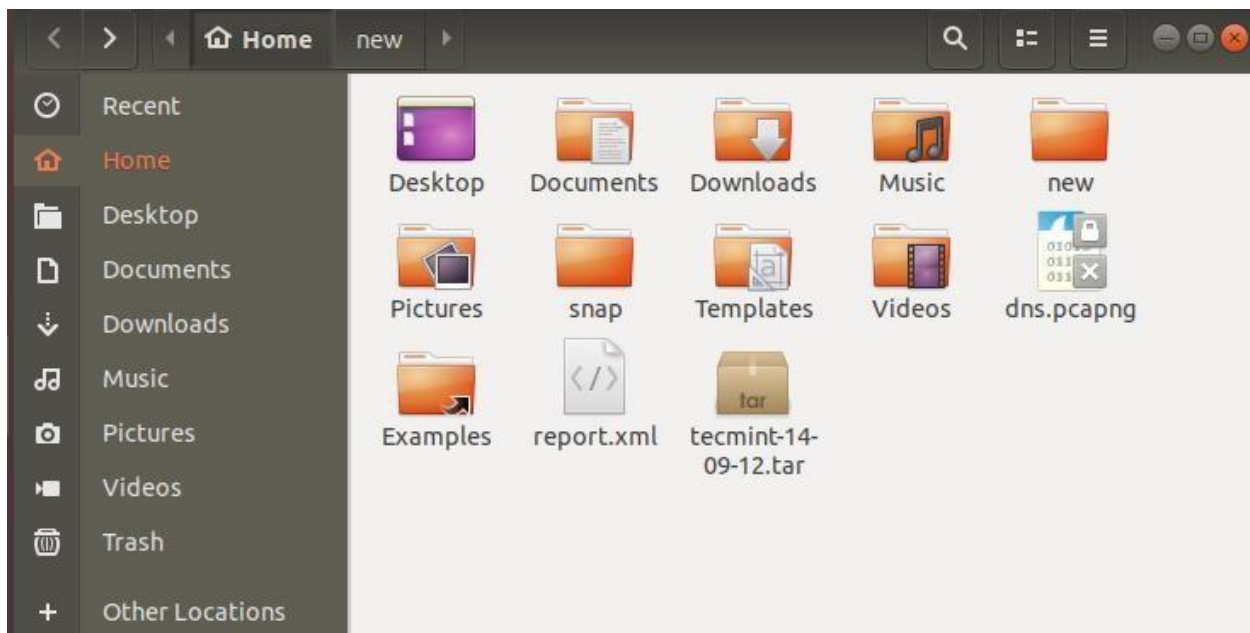 Home new
Recent
Home
Desktop
Documents
Downloads
Music
Pictures
Videos
Trash
Other Locations
Desktop Documents Downloads Music new
Pictures snap Templates Videos dns.pcapng
Examples report.xml tecmint-14-
09-12.tar
tar